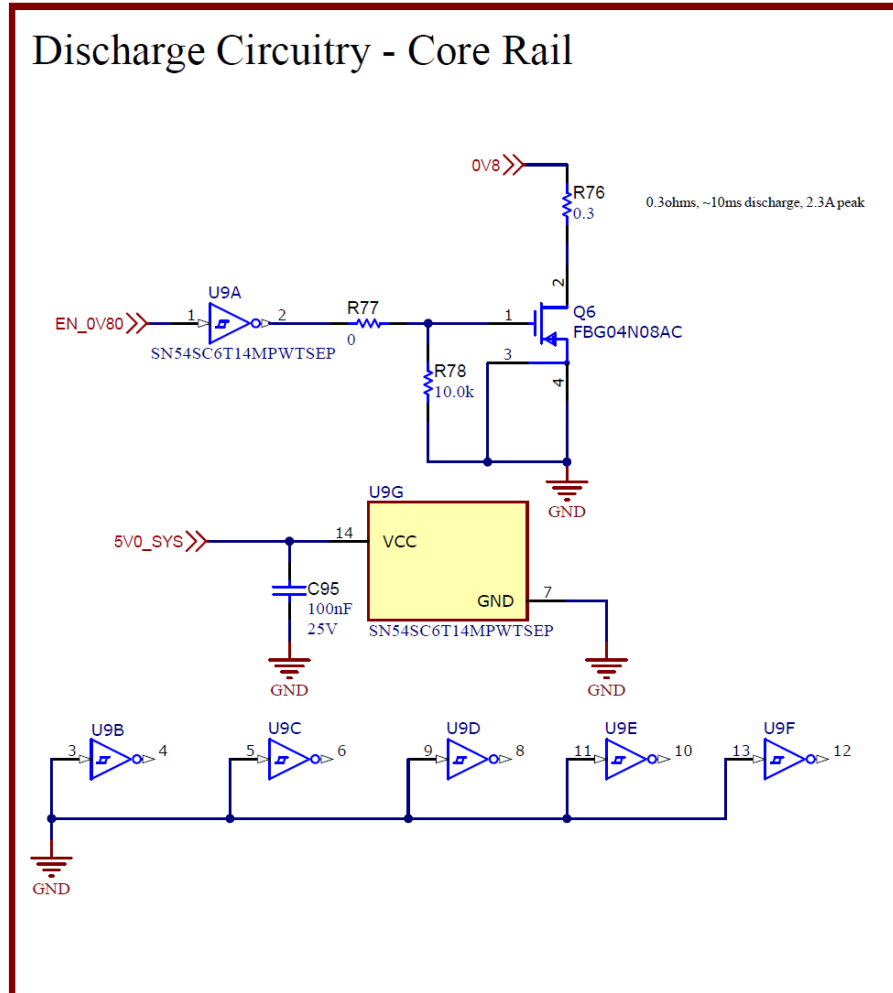 Discharge Circuitry - Core Rail
0V8
R76
0.3
0.3ohms, ~10ms discharge, 2.3A peak
2
U9A
EN_0V80
1
2
SN54SC6T14MPWTSEP
R77
0
1
Q6
FBG04N08AC
3
4
R78
10.0k
GND
U9G
5V0_SYS
14
VCC
C95
100nF
25V
GND
7
SN54SC6T14MPWTSEP
GND
GND
U9B
U9C
U9D
U9E
U9F
3
4
5
6
9
8
11
10
13
12
GND